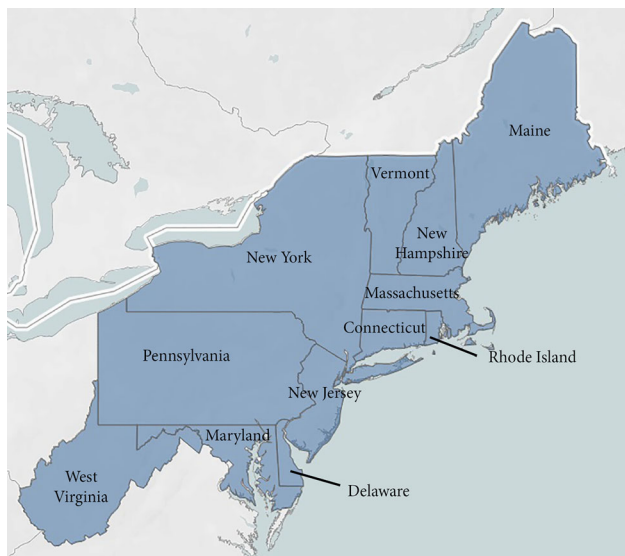 Maine
Vermont
New
Hampshire
New York
Massachusetts
Connecticut
Rhode Island
Pennsylvania
New Jersey
Maryland
West
Virginia
Delaware